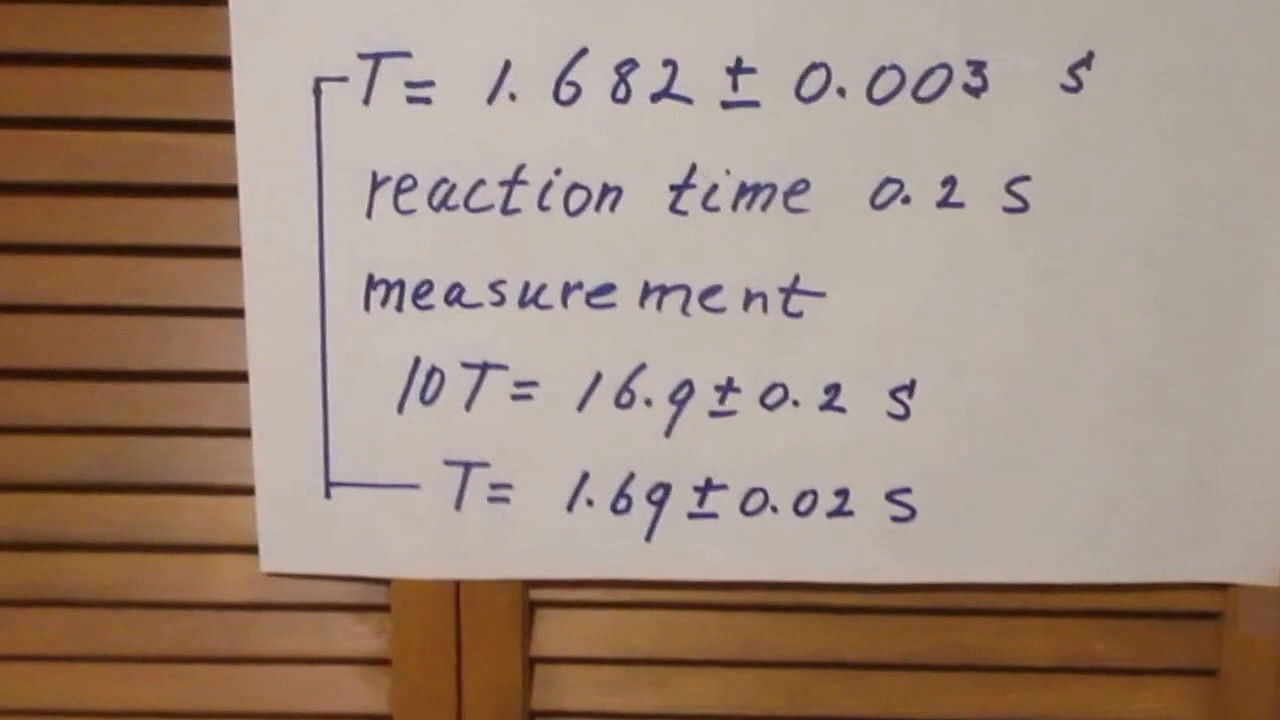 T= 1.682 ± 0.003 s
reaction time 0.2 s
measurement
10T= 16.9 ± 0.2 s
T= 1.69 ± 0.02 s